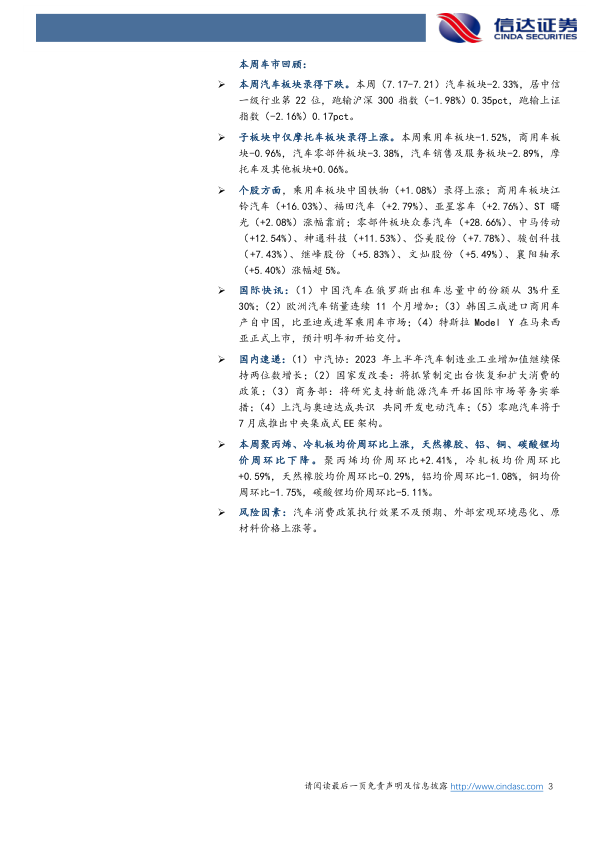 信达证券
CINDA SECURITIES
本周车市回顾：
➢ 本周汽车板块录得下跌。本周（7.17-7.21）汽车板块-2.33%，居中信
一级行业第 22 位，跑输沪深 300 指数（-1.98%）0.35pct，跑输上证
指数（-2.16%）0.17pct。
➢ 子板块中仅摩托车板块录得上涨。本周乘用车板块-1.52%，商用车板
块-0.96%，汽车零部件板块-3.38%，汽车销售及服务板块-2.89%，摩
托车及其他板块+0.06%。
➢ 个股方面，乘用车板块中国铁物（+1.08%）录得上涨；商用车板块江
铃汽车（+16.03%）、福田汽车（+2.79%）、亚星客车（+2.76%）、ST 曙
光（+2.08%）涨幅靠前；零部件板块众泰汽车（+28.66%）、中马传动
（+12.54%）、神通科技（+11.53%）、岱美股份（+7.78%）、骏创科技
（+7.43%）、继峰股份（+5.83%）、文灿股份（+5.49%）、襄阳轴承
（+5.40%）涨幅超 5%。
➢ 国际快讯：（1）中国汽车在俄罗斯出租车总量中的份额从 3%升至
30%；（2）欧洲汽车销量连续 11 个月增加；（3）韩国三成进口商用车
产自中国，比亚迪或进军乘用车市场；（4）特斯拉 Model Y 在马来西
亚正式上市，预计明年初开始交付。
➢ 国内速递：（1）中汽协：2023 年上半年汽车制造业工业增加值继续保
持两位数增长；（2）国家发改委：将抓紧制定出台恢复和扩大消费的
政策；（3）商务部：将研究支持新能源汽车开拓国际市场等务实举
措；（4）上汽与奥迪达成共识 共同开发电动汽车；（5）零跑汽车将于
7 月底推出中央集成式 EE 架构。
➢ 本周聚丙烯、冷轧板均价周环比上涨，天然橡胶、铝、铜、碳酸锂均
价周环比下降。聚丙烯均价周环比+2.41%，冷轧板均价周环比
+0.59%，天然橡胶均价周环比-0.29%，铝均价周环比-1.08%，铜均价
周环比-1.75%，碳酸锂均价周环比-5.11%。
➢ 风险因素：汽车消费政策执行效果不及预期、外部宏观环境恶化、原
材料价格上涨等。
请阅读最后一页免责声明及信息披露 http://www.cindasc.com 3